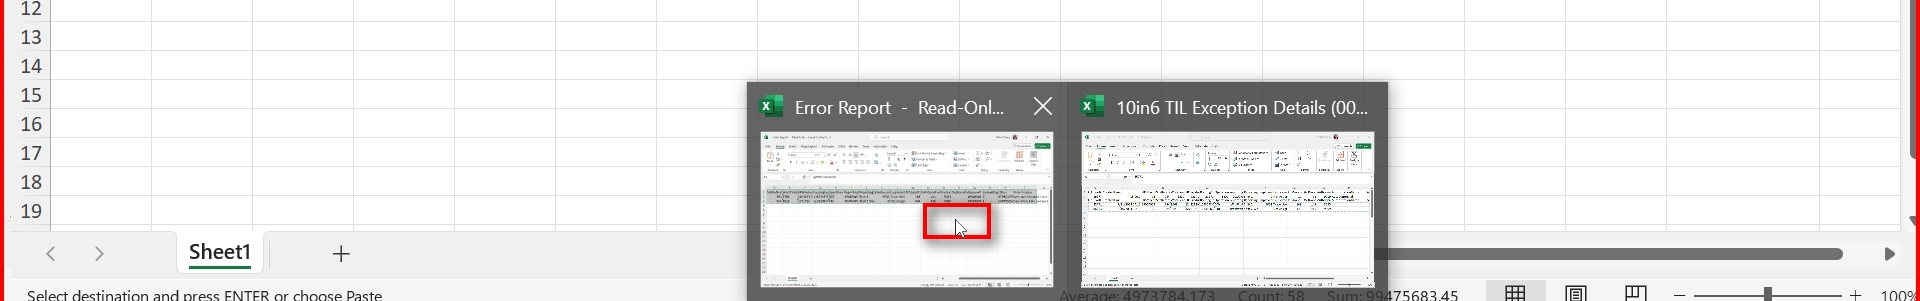 12
13
14
15
16
17
18
19
Error Report - Read-Onl...
10in6 TIL Exception Details (00...
Sheet1
Select destination and press ENTER or choose Paste
Average: 4973784.173 Count: 58 Sum: 99475683.45
100%